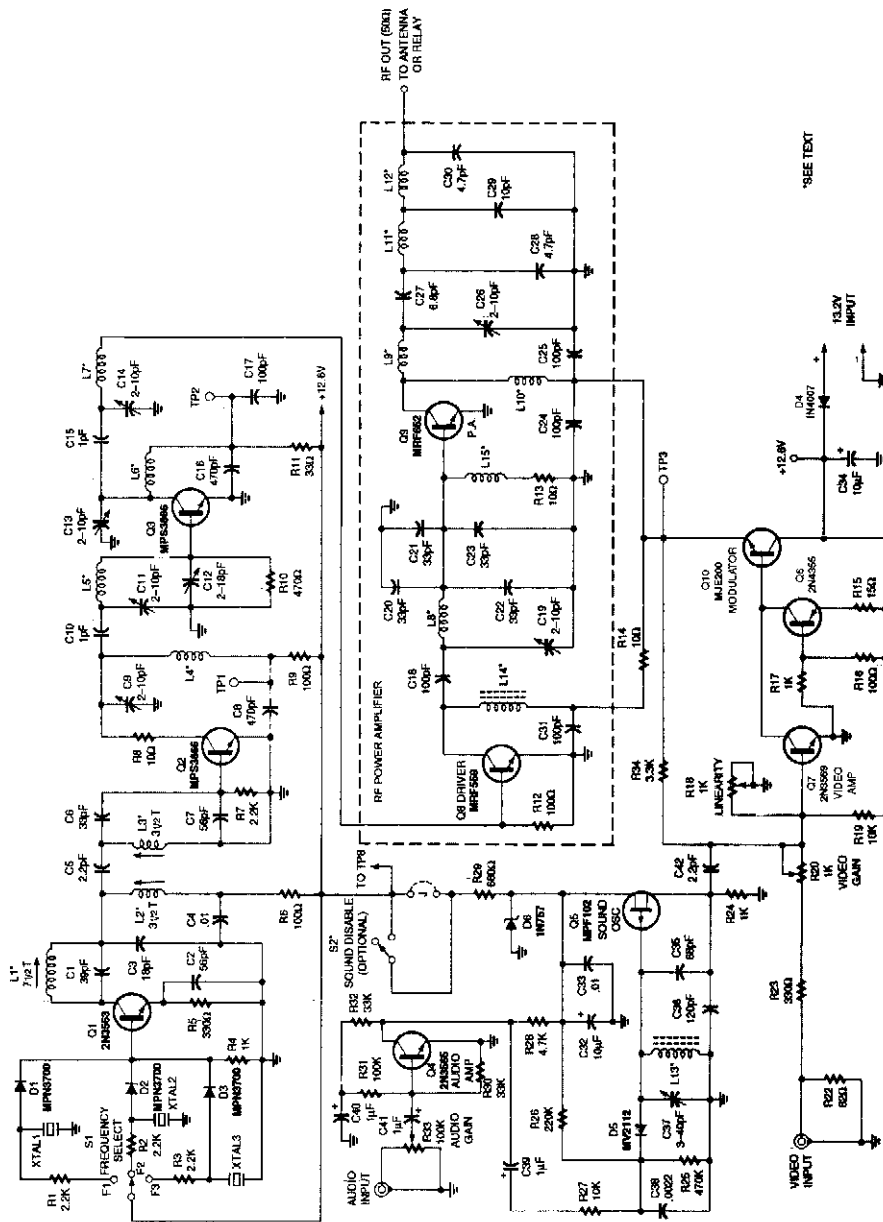 L1*
7 1/2 T
C1
39pF
Q1
2N3563
C3
18pF
C2
56pF
R5
330Ω
R4
1K
D1
MPN3700
D2
MPN3700
D3
MPN3700
XTAL1
XTAL2
XTAL3
S1
FREQUENCY
SELECT
F1
F2
F3
R1
2.2K
R2
2.2K
R3
2.2K
L2*
3 1/2 T
C4
.01
R6
100Ω
C5
2.2pF
C6
33pF
L3*
3 1/2 T
C7
56pF
R7
2.2K
Q2
MPS3866
R8
10Ω
C9
2-10pF
L4*
TP1
C8
470pF
R9
100Ω
C10
1pF
L5*
C11
2-10pF
C12
2-18pF
R10
470Ω
Q3
MPS3866
C13
2-10pF
L6*
C16
470pF
R11
33Ω
TP2
C17
100pF
C15
1pF
C14
2-10pF
L7*
+12.6V
RF POWER AMPLIFIER
Q8 DRIVER
MRF559
R12
100Ω
C31
100pF
L14*
C18
100pF
L8*
C19
2-10pF
C20
33pF
C21
33pF
C22
33pF
C23
33pF
L15*
R13
10Ω
Q9
MRF652
P.A.
L10*
C24
100pF
C25
100pF
L9*
C26
2-10pF
C27
6.8pF
C28
4.7pF
L11*
C29
10pF
L12*
C30
4.7pF
RF OUT (50Ω)
TO ANTENNA
OR RELAY
R14
10Ω
TP3
S2*
SOUND DISABLE
(OPTIONAL)
TO TP8
J
R29
680Ω
D6
1N757
Q5
MPF102
SOUND
OSC
C33
.01
C32
10µF
R28
4.7K
R32
33K
R31
100K
Q4
2N3565
AUDIO
AMP
R30
33K
C40
1µF
C41
1µF
R33
100K
AUDIO
GAIN
AUDIO
INPUT
C39
1µF
R26
220K
R27
10K
C38
.0022
R25
470K
D5
MV2112
C37
3-40pF
L13*
C36
120pF
C35
68pF
R24
1K
C42
2.2pF
R34
3.3K
R20
1K
VIDEO
GAIN
R23
390Ω
R22
82Ω
VIDEO
INPUT
R18
1K
LINEARITY
R19
10K
Q7
2N3569
VIDEO
AMP
R17
1K
R16
100Ω
Q6
2N4355
R15
15Ω
Q10
MJE200
MODULATOR
+12.6V
C34
10µF
D4
IN4007
13.2V
INPUT
+
-
*SEE TEXT